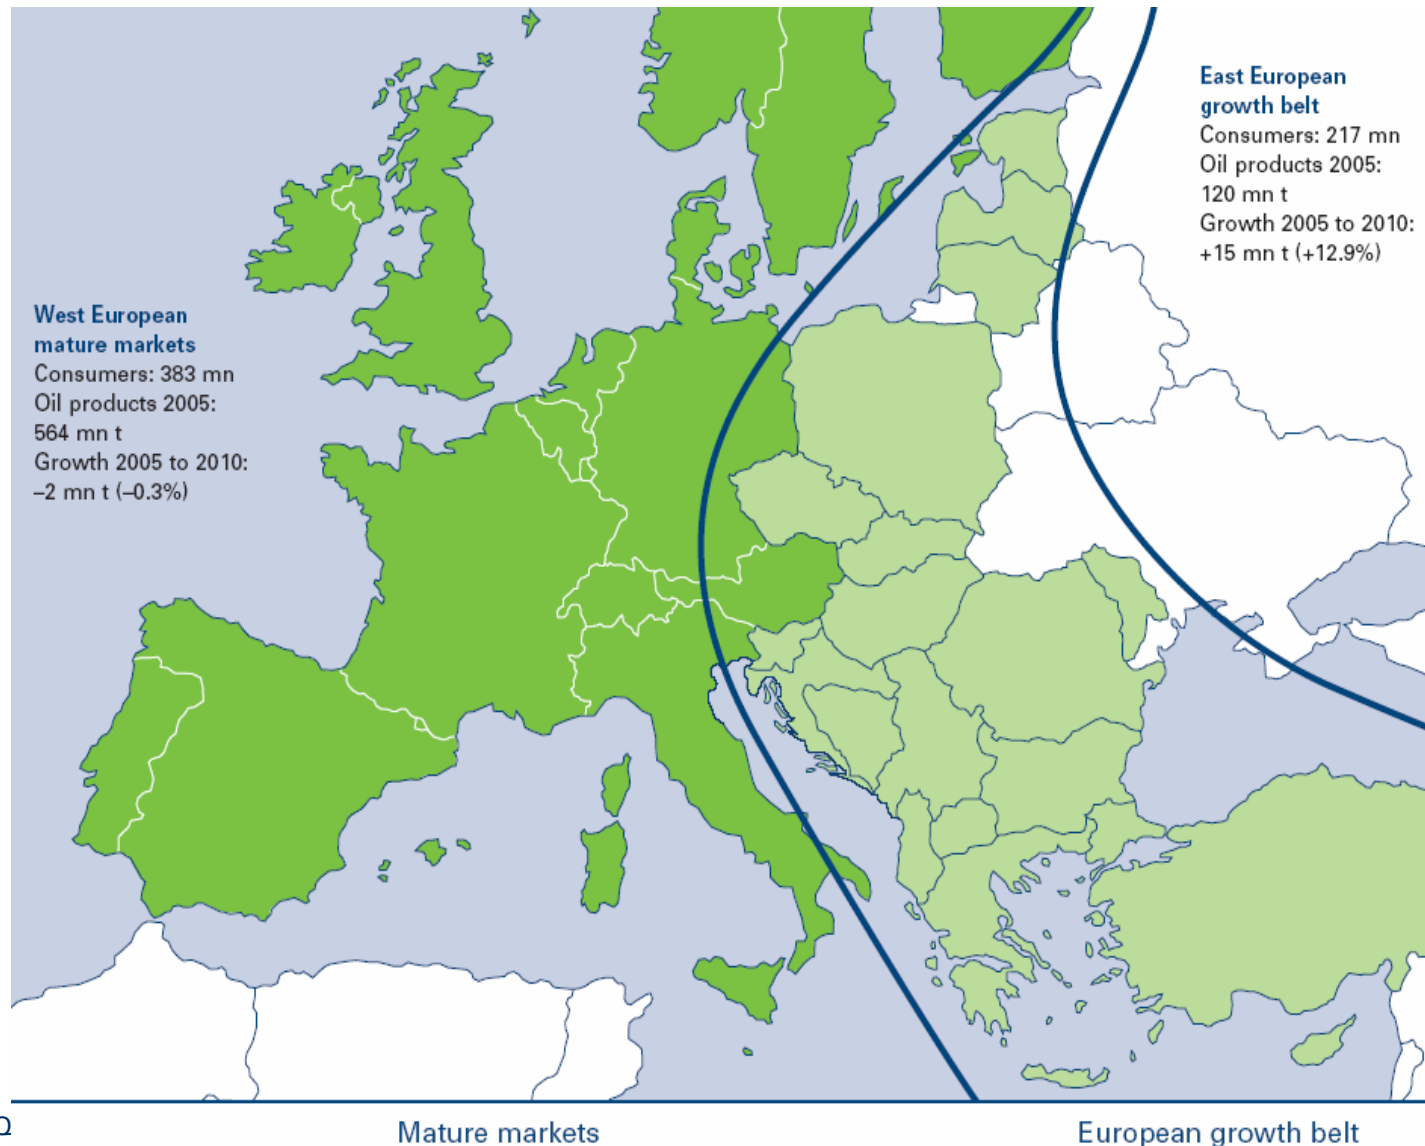 East European
growth belt
Consumers: 217 mn
Oil products 2005:
120 mn t
Growth 2005 to 2010:
+15 mn t (+12.9%)
West European
mature markets
Consumers: 383 mn
Oil products 2005:
564 mn t
Growth 2005 to 2010:
–2 mn t (–0.3%)
Mature markets
European growth belt